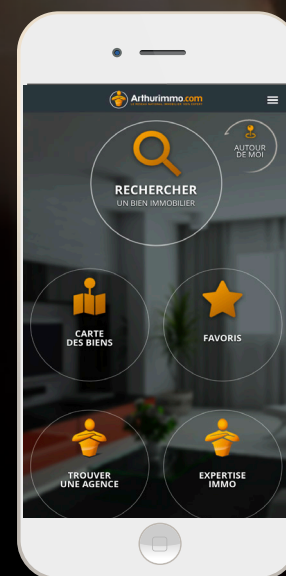 Arthurimmo.com
AUTOUR
DE MOI
RECHERCHER
UN BIEN IMMOBILIER
CARTE
DES BIENS
FAVORIS
TROUVER
UNE AGENCE
EXPERTISE
IMMO